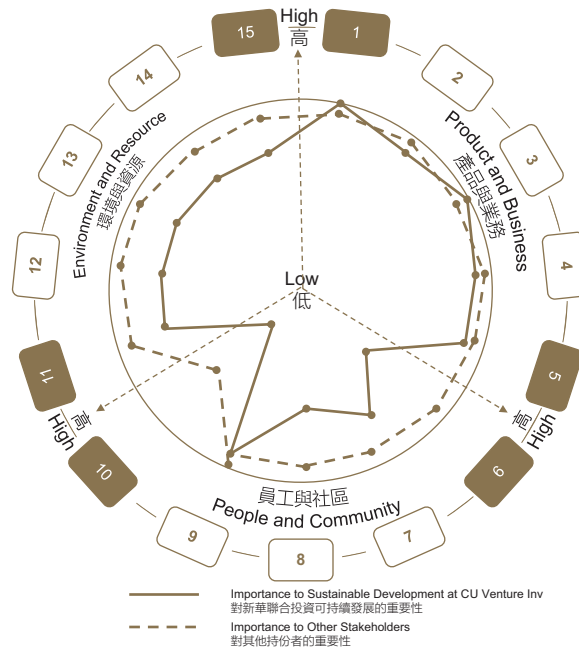 High
高
1
2
3
4
5
6
7
8
9
10
11
12
13
14
15
Product and Business
產品與業務
Environment and Resource
環境與資源
Low
低
高
High
高
High
員工與社區
People and Community
Importance to Sustainable Development at CU Venture Inv
對新華聯合投資可持續發展的重要性
Importance to Other Stakeholders
對其他持份者的重要性